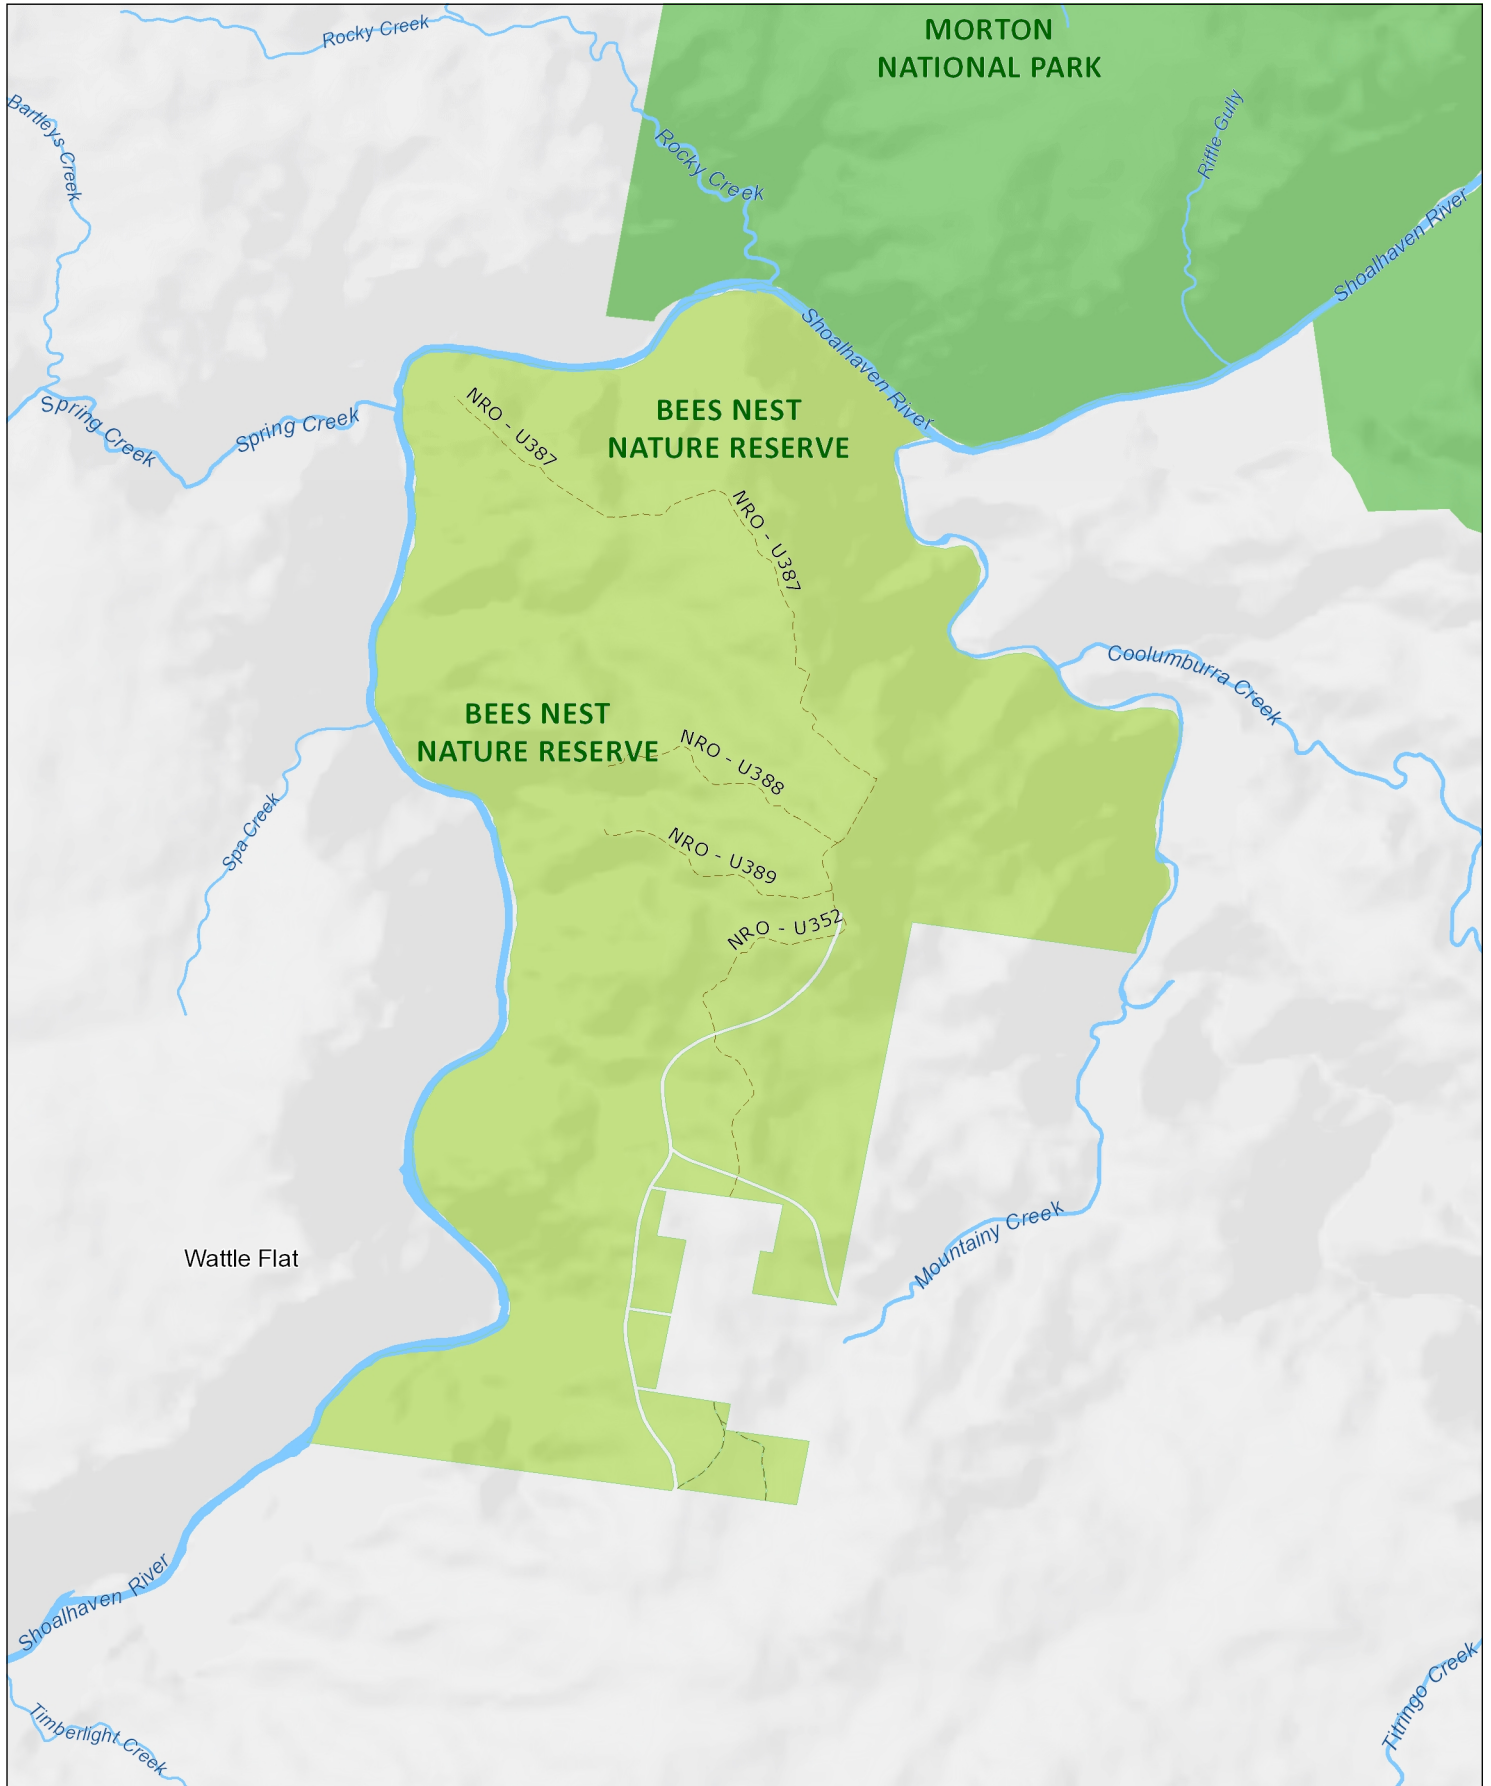 MORTON
NATIONAL PARK
Rocky Creek
Bartleys Creek
Rocky Creek
Riffle Gully
Shoalhaven River
Shoalhaven River
Spring Creek
Spring Creek
NRO - U387
BEES NEST
NATURE RESERVE
NRO - U387
Coolumburra Creek
BEES NEST
NATURE RESERVE
NRO - U388
Spa Creek
NRO - U389
NRO - U352
Mountainy Creek
Wattle Flat
Shoalhaven River
Titringo Creek
Timberlight Creek